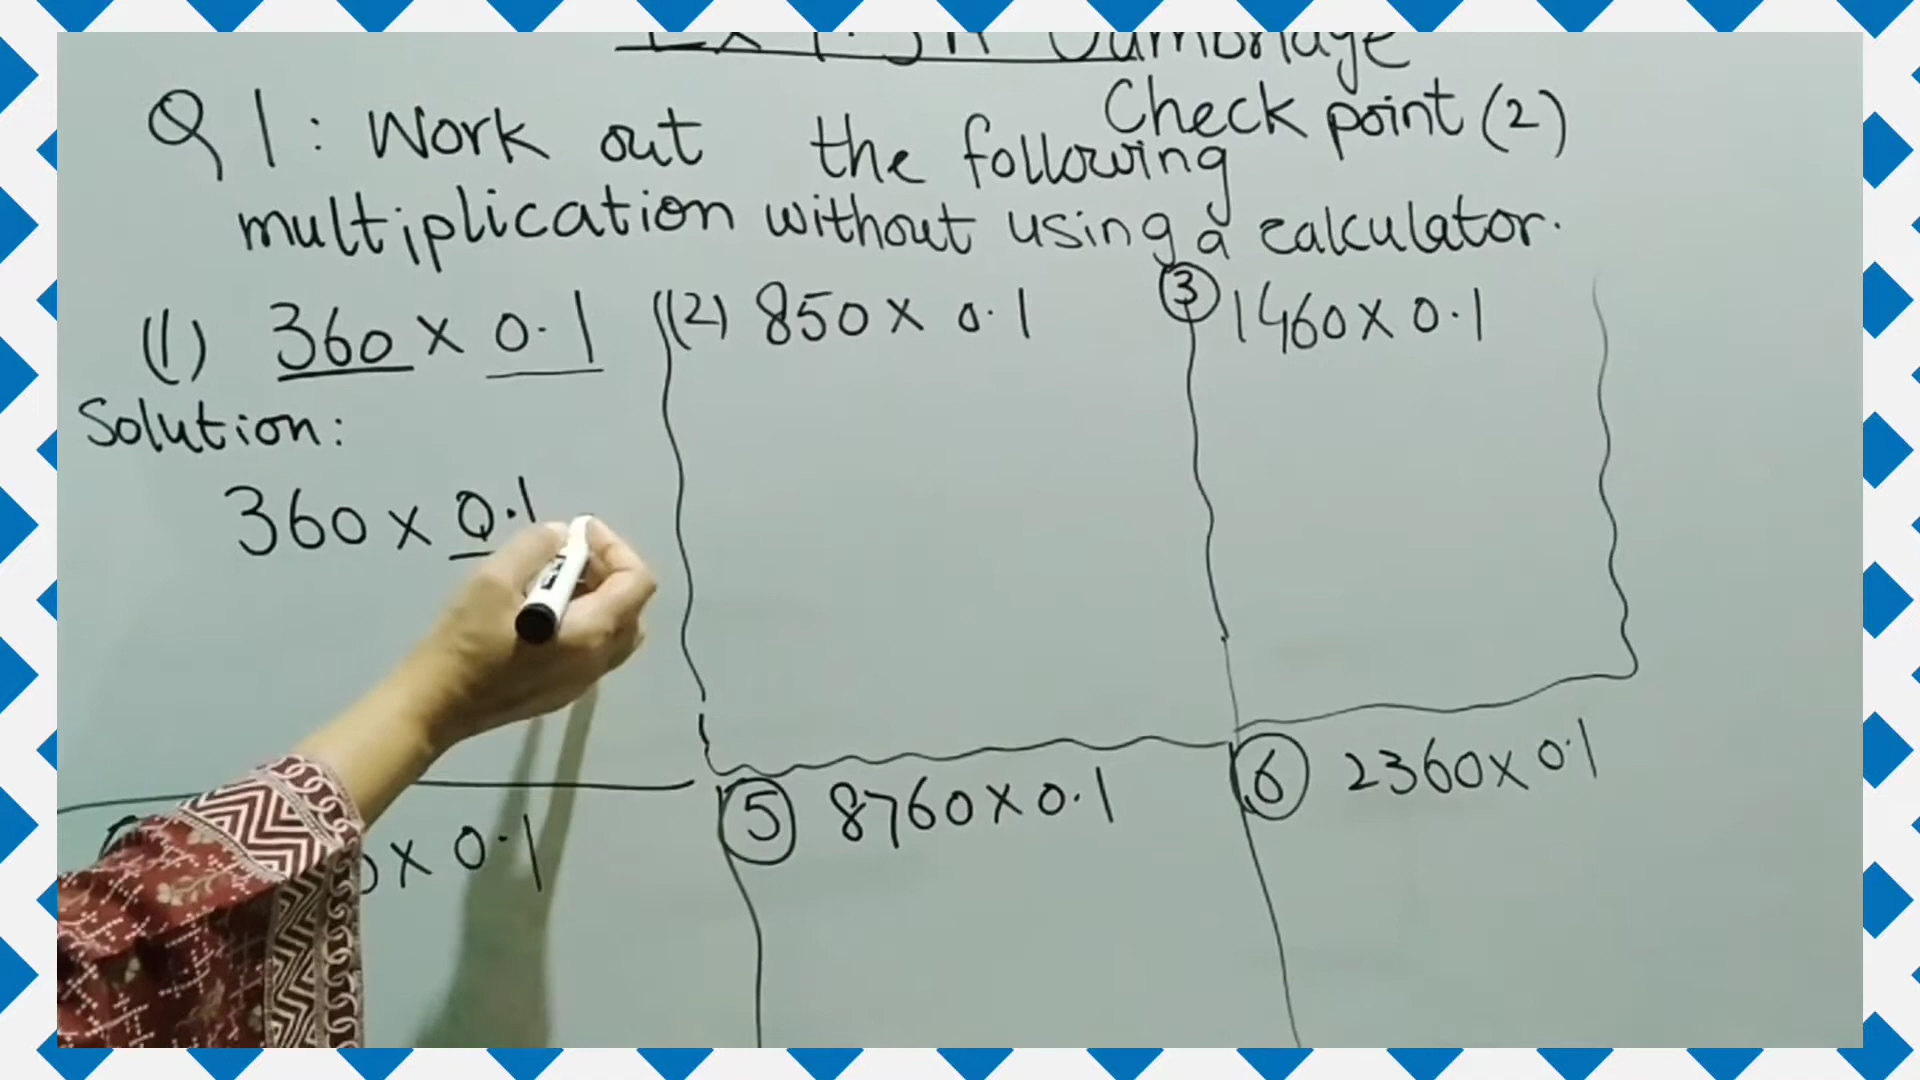 Cambridge
Check point (2)
Q1: Work out the following
multiplication without using a calculator.
(1) 360 x 0.1
(2) 850 x 0.1
3 1460 x 0.1
Solution:
360 x 0.1
x 0.1
5 8760 x 0.1
6 2360 x 0.1